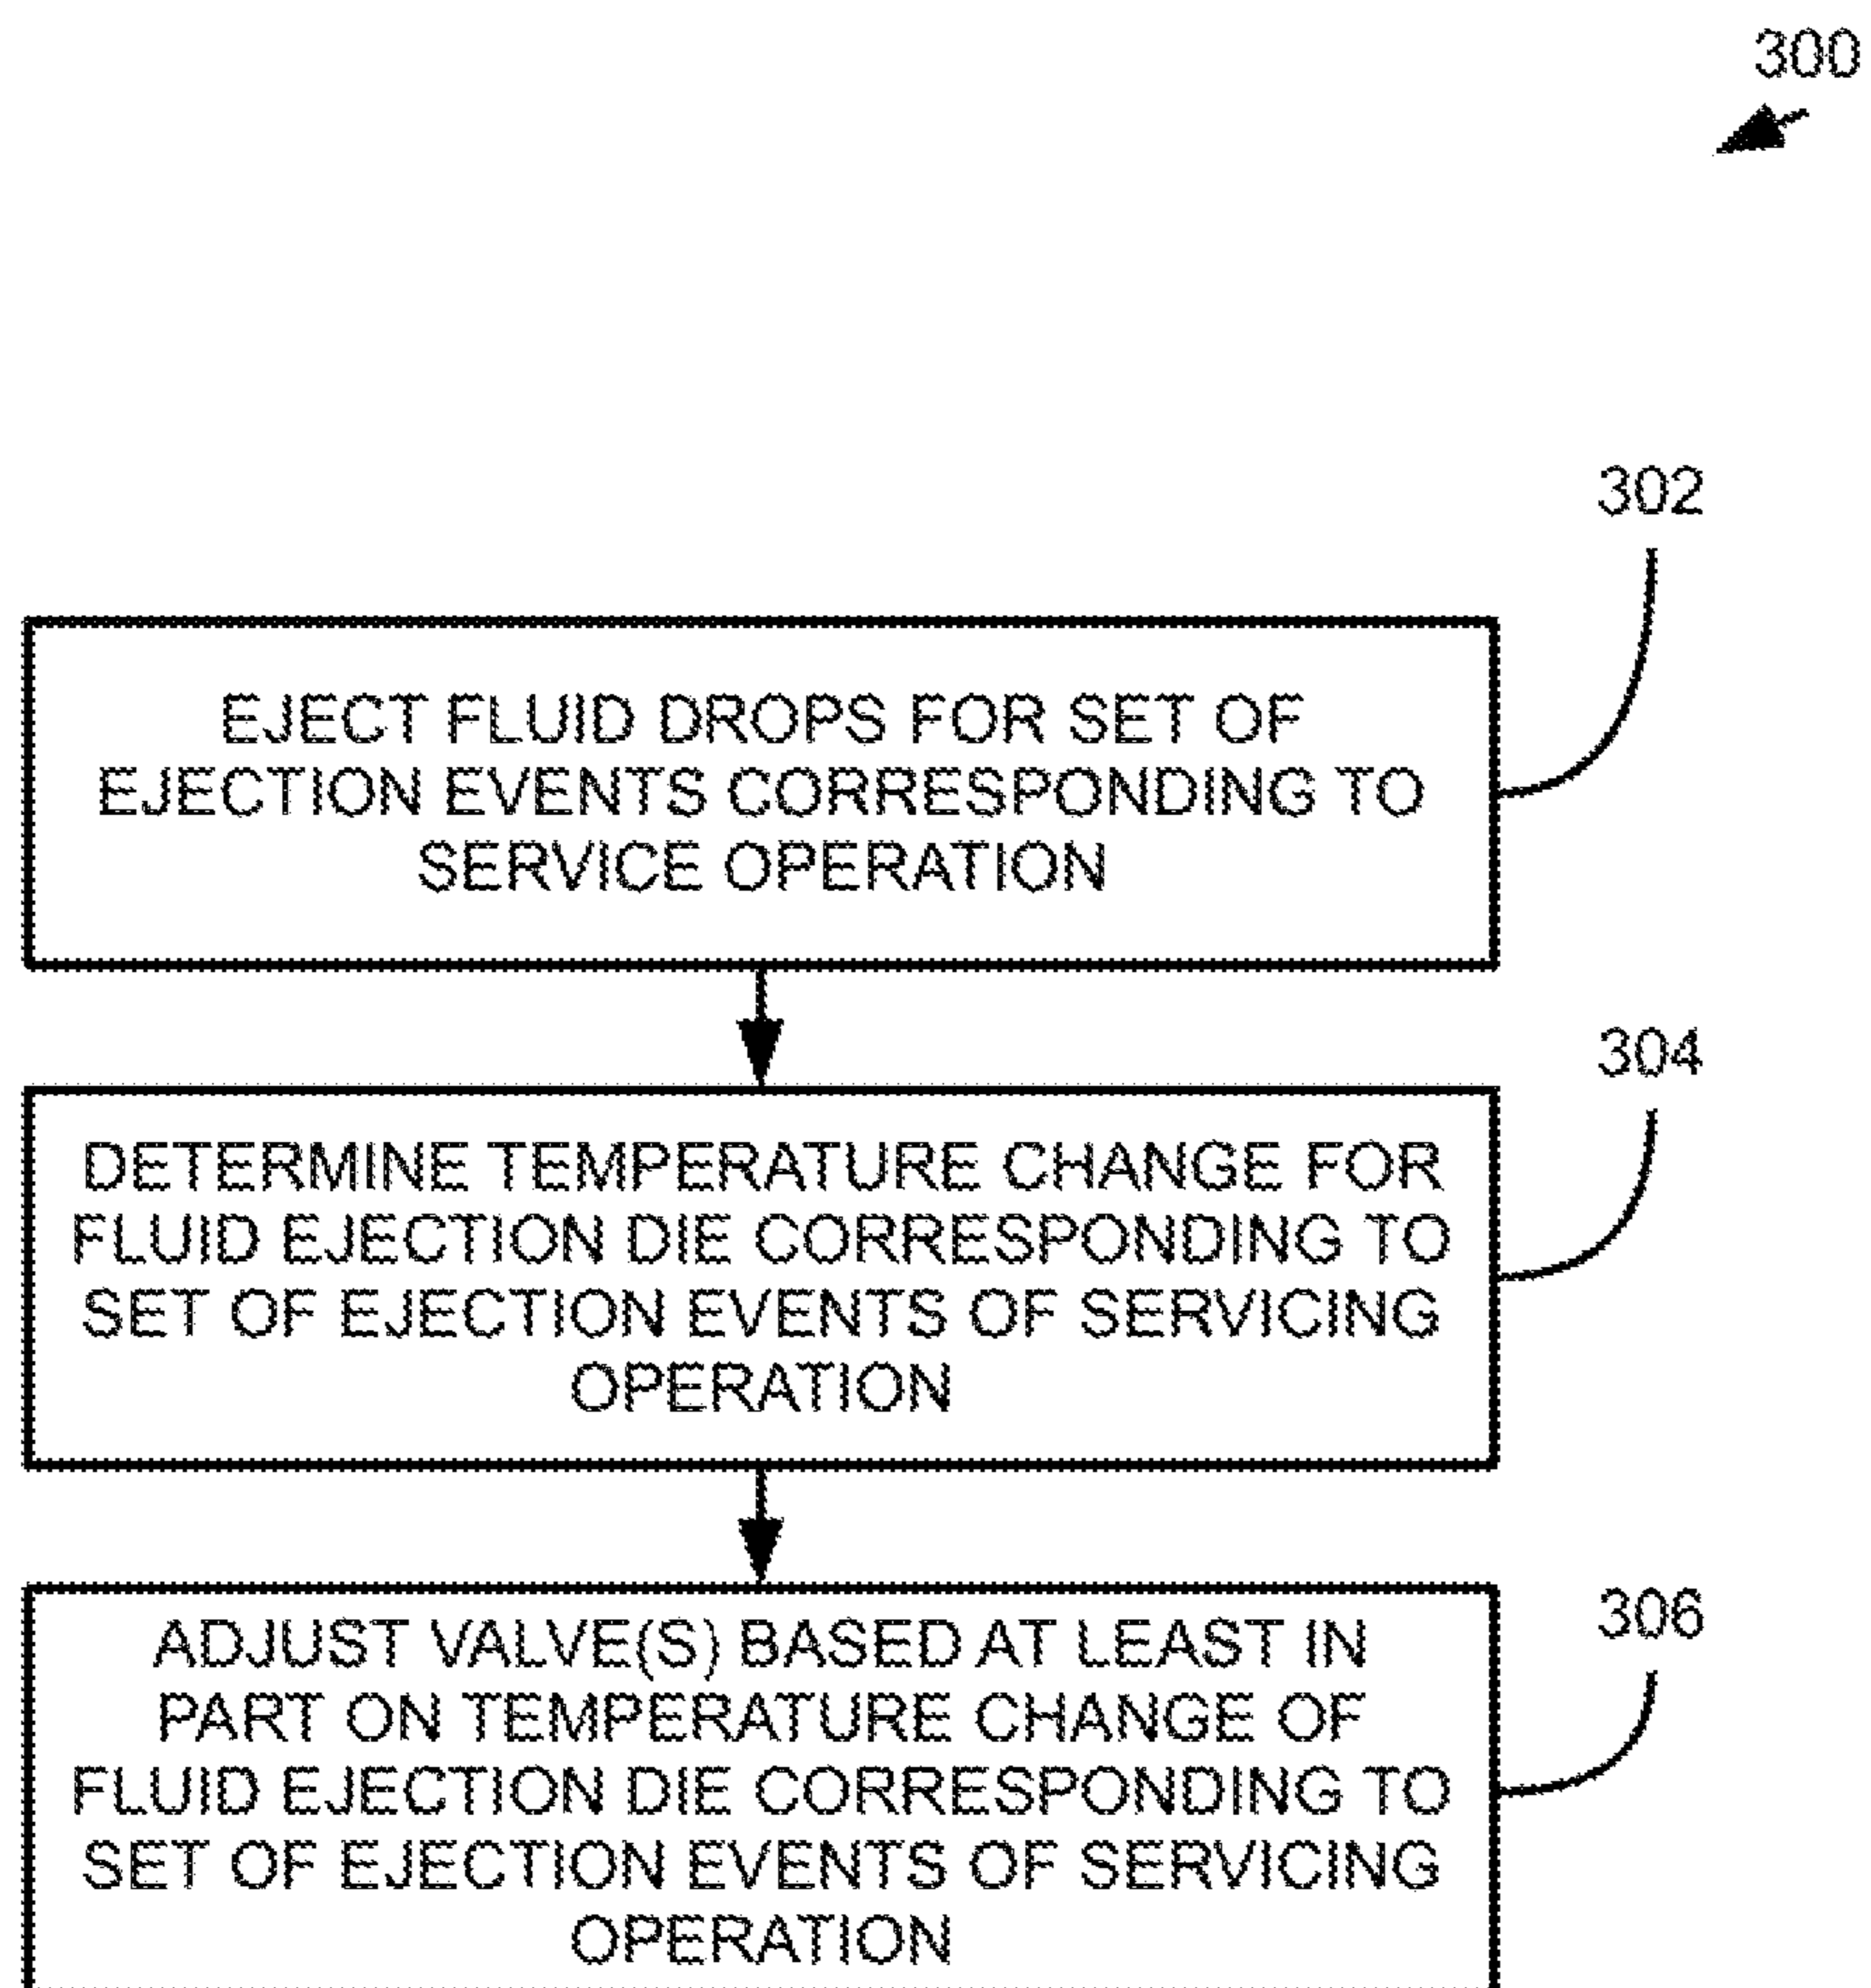 300
302
EJECT FLUID DROPS FOR SET OF
EJECTION EVENTS CORRESPONDING TO
SERVICE OPERATION
304
DETERMINE TEMPERATURE CHANGE FOR
FLUID EJECTION DIE CORRESPONDING TO
SET OF EJECTION EVENTS OF SERVICING
OPERATION
306
ADJUST VALVE(S) BASED AT LEAST IN
PART ON TEMPERATURE CHANGE OF
FLUID EJECTION DIE CORRESPONDING TO
SET OF EJECTION EVENTS OF SERVICING
OPERATION